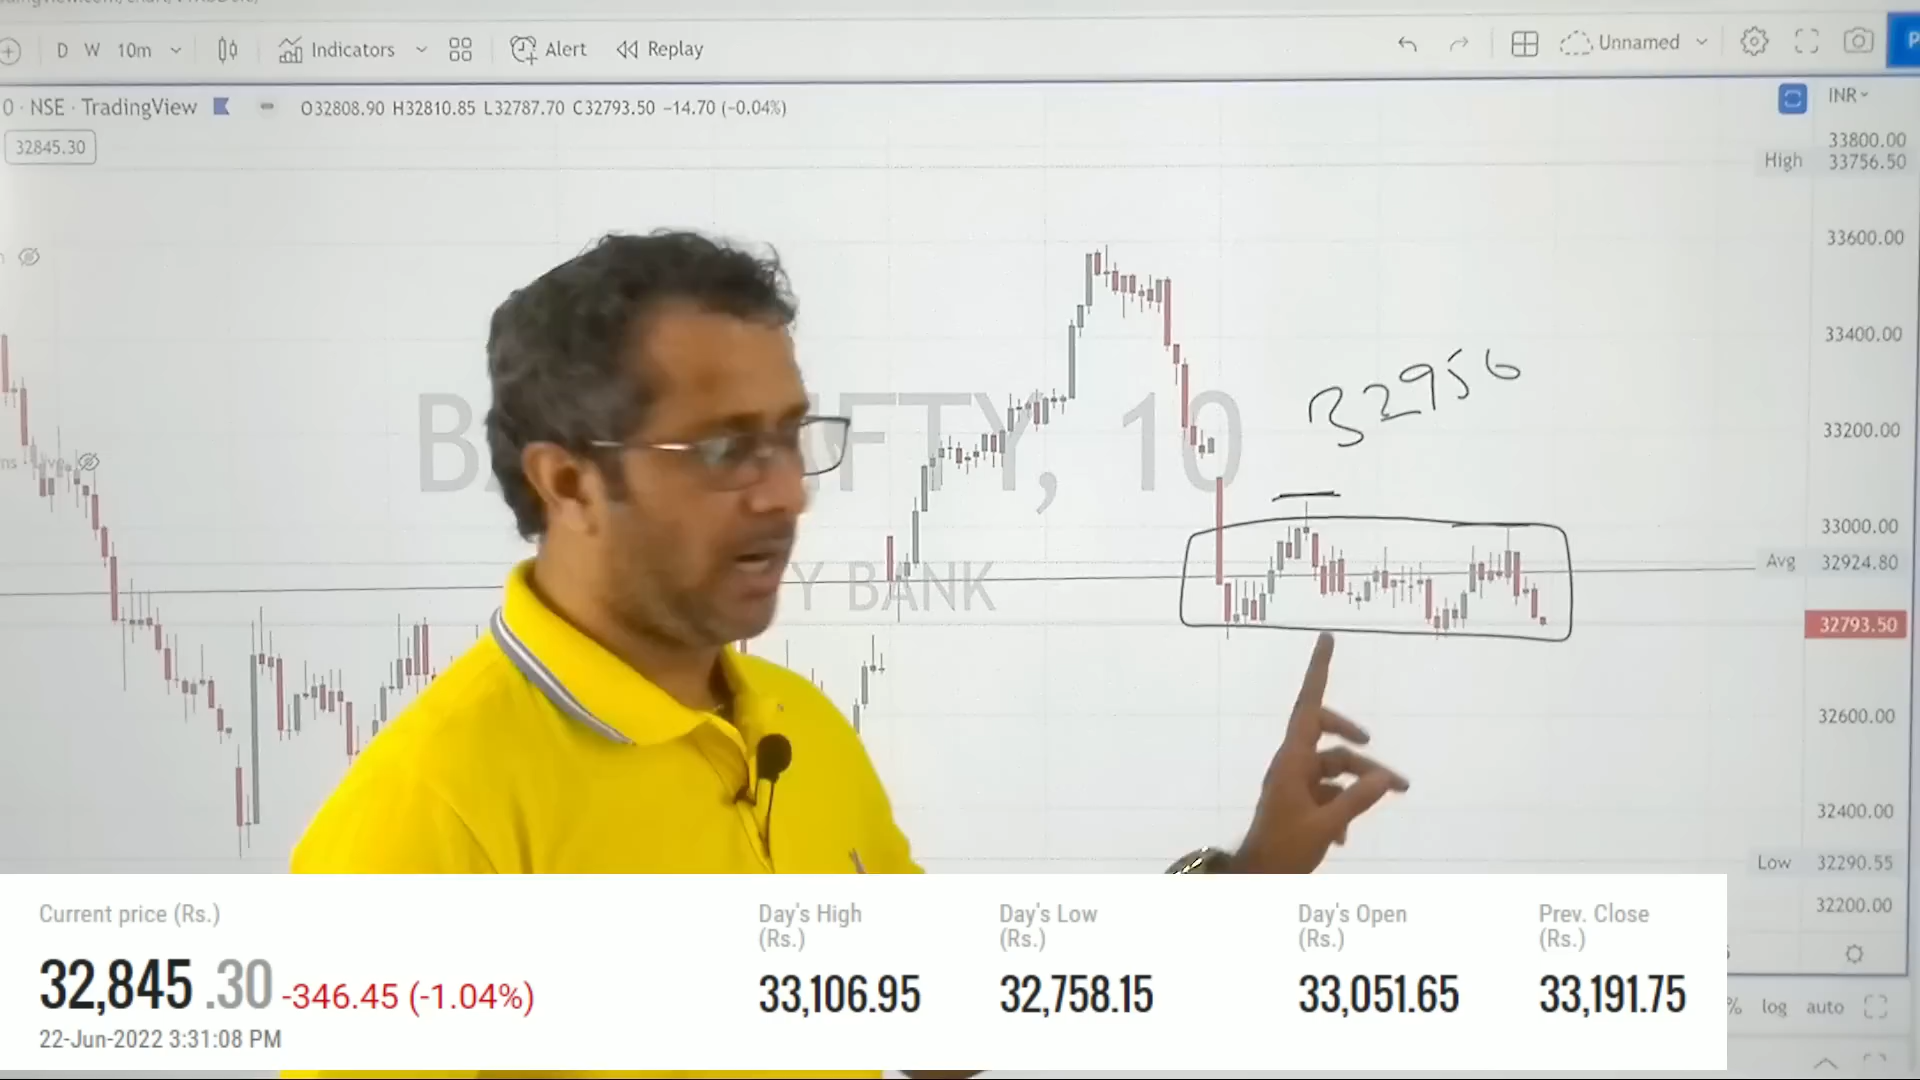 D W 10m Indicators Alert Replay Unnamed
· NSE · TradingView O32808.90 H32810.85 L32787.70 C32793.50 −14.70 (−0.04%) INR
32845.30
33800.00
High 33756.50
33600.00
33400.00
32956
33200.00
33000.00
Avg 32924.80
BANK
32793.50
32600.00
32400.00
Low 32290.55
32200.00
, 10
% log auto
Current price (Rs.) Day's High (Rs.) Day's Low (Rs.) Day's Open (Rs.) Prev. Close (Rs.)
32,845.30 -346.45 (-1.04%) 33,106.95 32,758.15 33,051.65 33,191.75
22-Jun-2022 3:31:08 PM